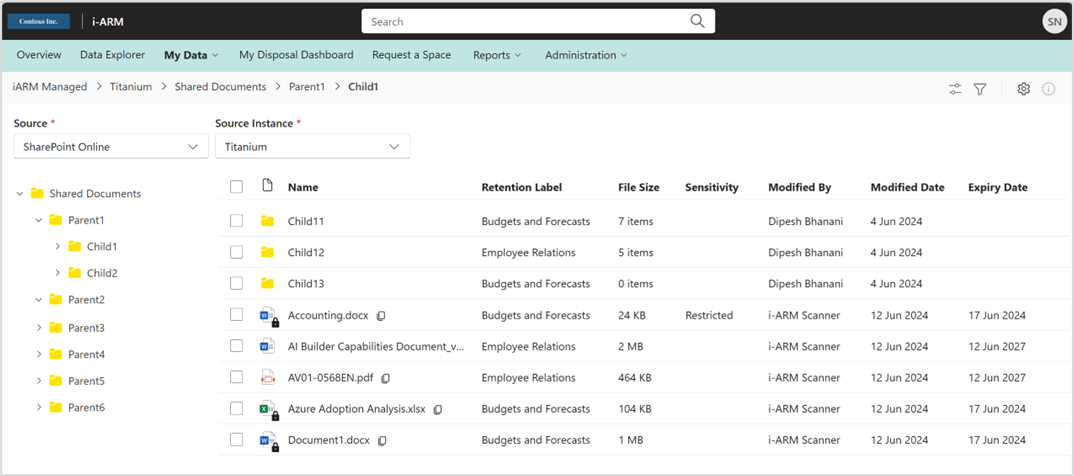 Contoso Inc. i-ARM Search SN
Overview Data Explorer My Data My Disposal Dashboard Request a Space Reports Administration
iARM Managed > Titanium > Shared Documents > Parent1 > Child1
Source * Source Instance *
SharePoint Online Titanium
Shared Documents
Parent1
Child1
Child2
Parent2
Parent3
Parent4
Parent5
Parent6
Name Retention Label File Size Sensitivity Modified By Modified Date Expiry Date
Child11 Budgets and Forecasts 7 items Dipesh Bhanani 4 Jun 2024
Child12 Employee Relations 5 items Dipesh Bhanani 4 Jun 2024
Child13 Budgets and Forecasts 0 items Dipesh Bhanani 4 Jun 2024
Accounting.docx Budgets and Forecasts 24 KB Restricted i-ARM Scanner 12 Jun 2024 17 Jun 2024
AI Builder Capabilities Document_v... Employee Relations 2 MB i-ARM Scanner 12 Jun 2024 12 Jun 2027
AV01-0568EN.pdf Employee Relations 464 KB i-ARM Scanner 12 Jun 2024 12 Jun 2027
Azure Adoption Analysis.xlsx Budgets and Forecasts 104 KB i-ARM Scanner 12 Jun 2024 17 Jun 2024
Document1.docx Budgets and Forecasts 1 MB i-ARM Scanner 12 Jun 2024 17 Jun 2024